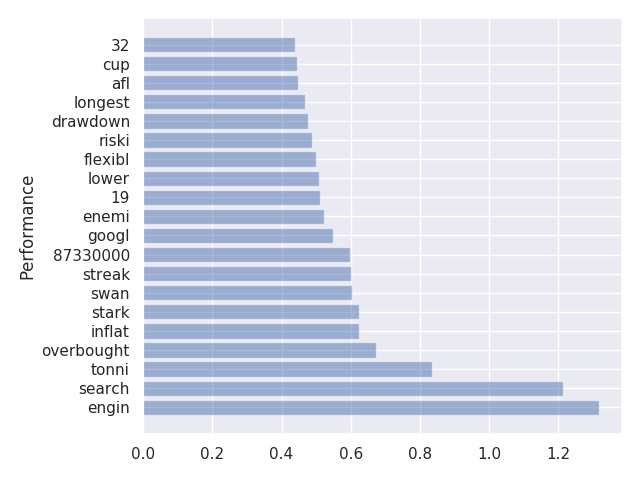 32
cup
afl
longest
drawdown
riski
flexibl
lower
19
enemi
googl
87330000
streak
swan
stark
inflat
overbought
tonni
search
engin
Performance
0.0 0.2 0.4 0.6 0.8 1.0 1.2